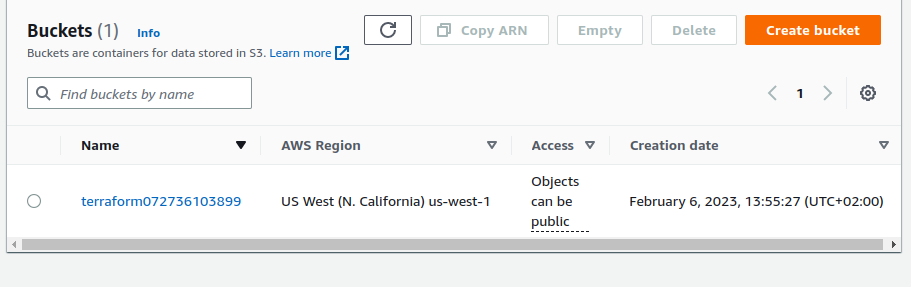 Buckets (1) Info
Copy ARN Empty Delete Create bucket
Buckets are containers for data stored in S3. Learn more
Find buckets by name
1
Name AWS Region Access Creation date
terraform072736103899 US West (N. California) us-west-1 Objects can be public February 6, 2023, 13:55:27 (UTC+02:00)